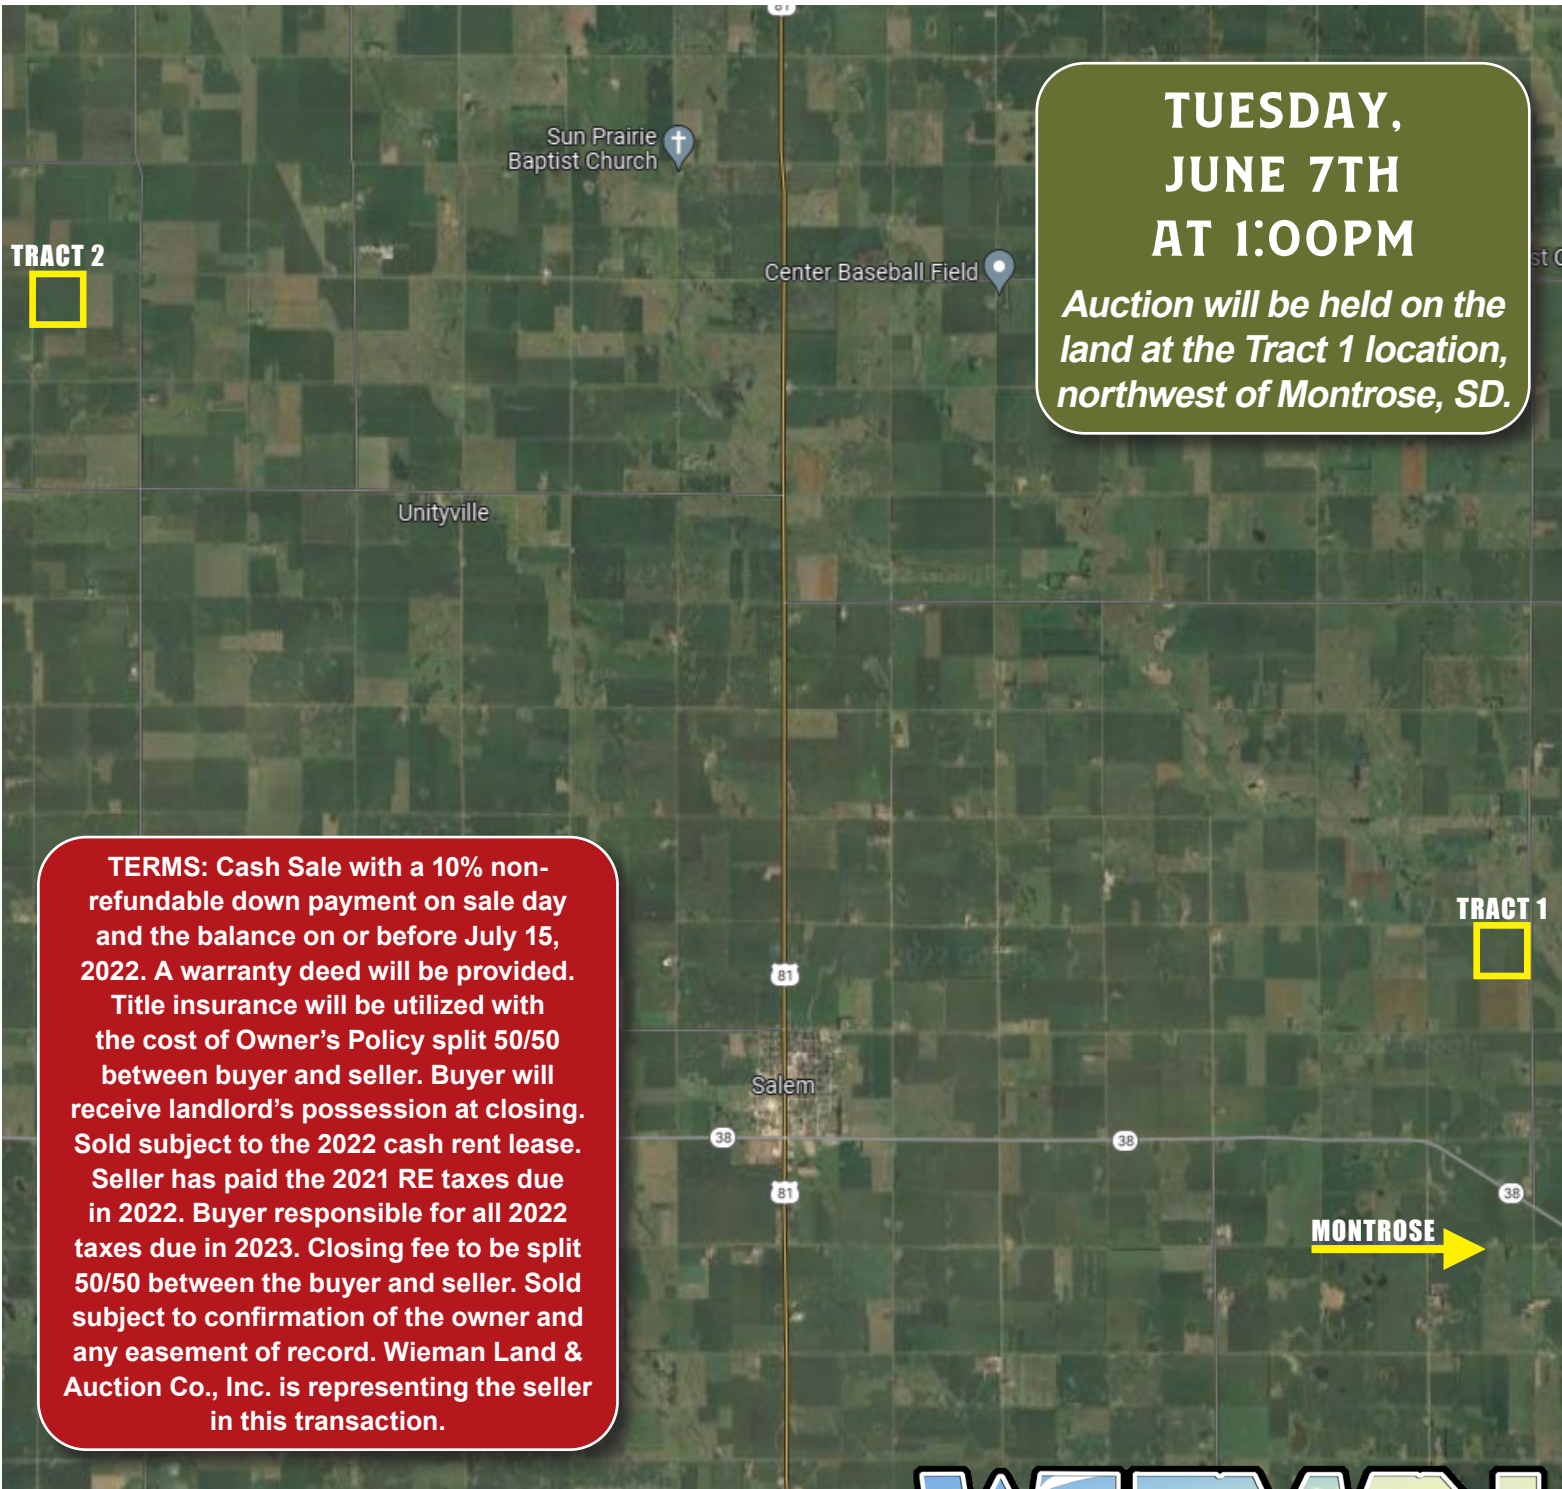 81
TUESDAY,
JUNE 7TH
AT 1:00PM
Auction will be held on the
land at the Tract 1 location,
northwest of Montrose, SD.
Sun Prairie
Baptist Church
TRACT 2
Center Baseball Field
Unityville
TERMS: Cash Sale with a 10% non-
refundable down payment on sale day
and the balance on or before July 15,
2022. A warranty deed will be provided.
Title insurance will be utilized with
the cost of Owner’s Policy split 50/50
between buyer and seller. Buyer will
receive landlord’s possession at closing.
Sold subject to the 2022 cash rent lease.
Seller has paid the 2021 RE taxes due
in 2022. Buyer responsible for all 2022
taxes due in 2023. Closing fee to be split
50/50 between the buyer and seller. Sold
subject to confirmation of the owner and
any easement of record. Wieman Land &
Auction Co., Inc. is representing the seller
in this transaction.
TRACT 1
81
Salem
38
38
81
38
MONTROSE